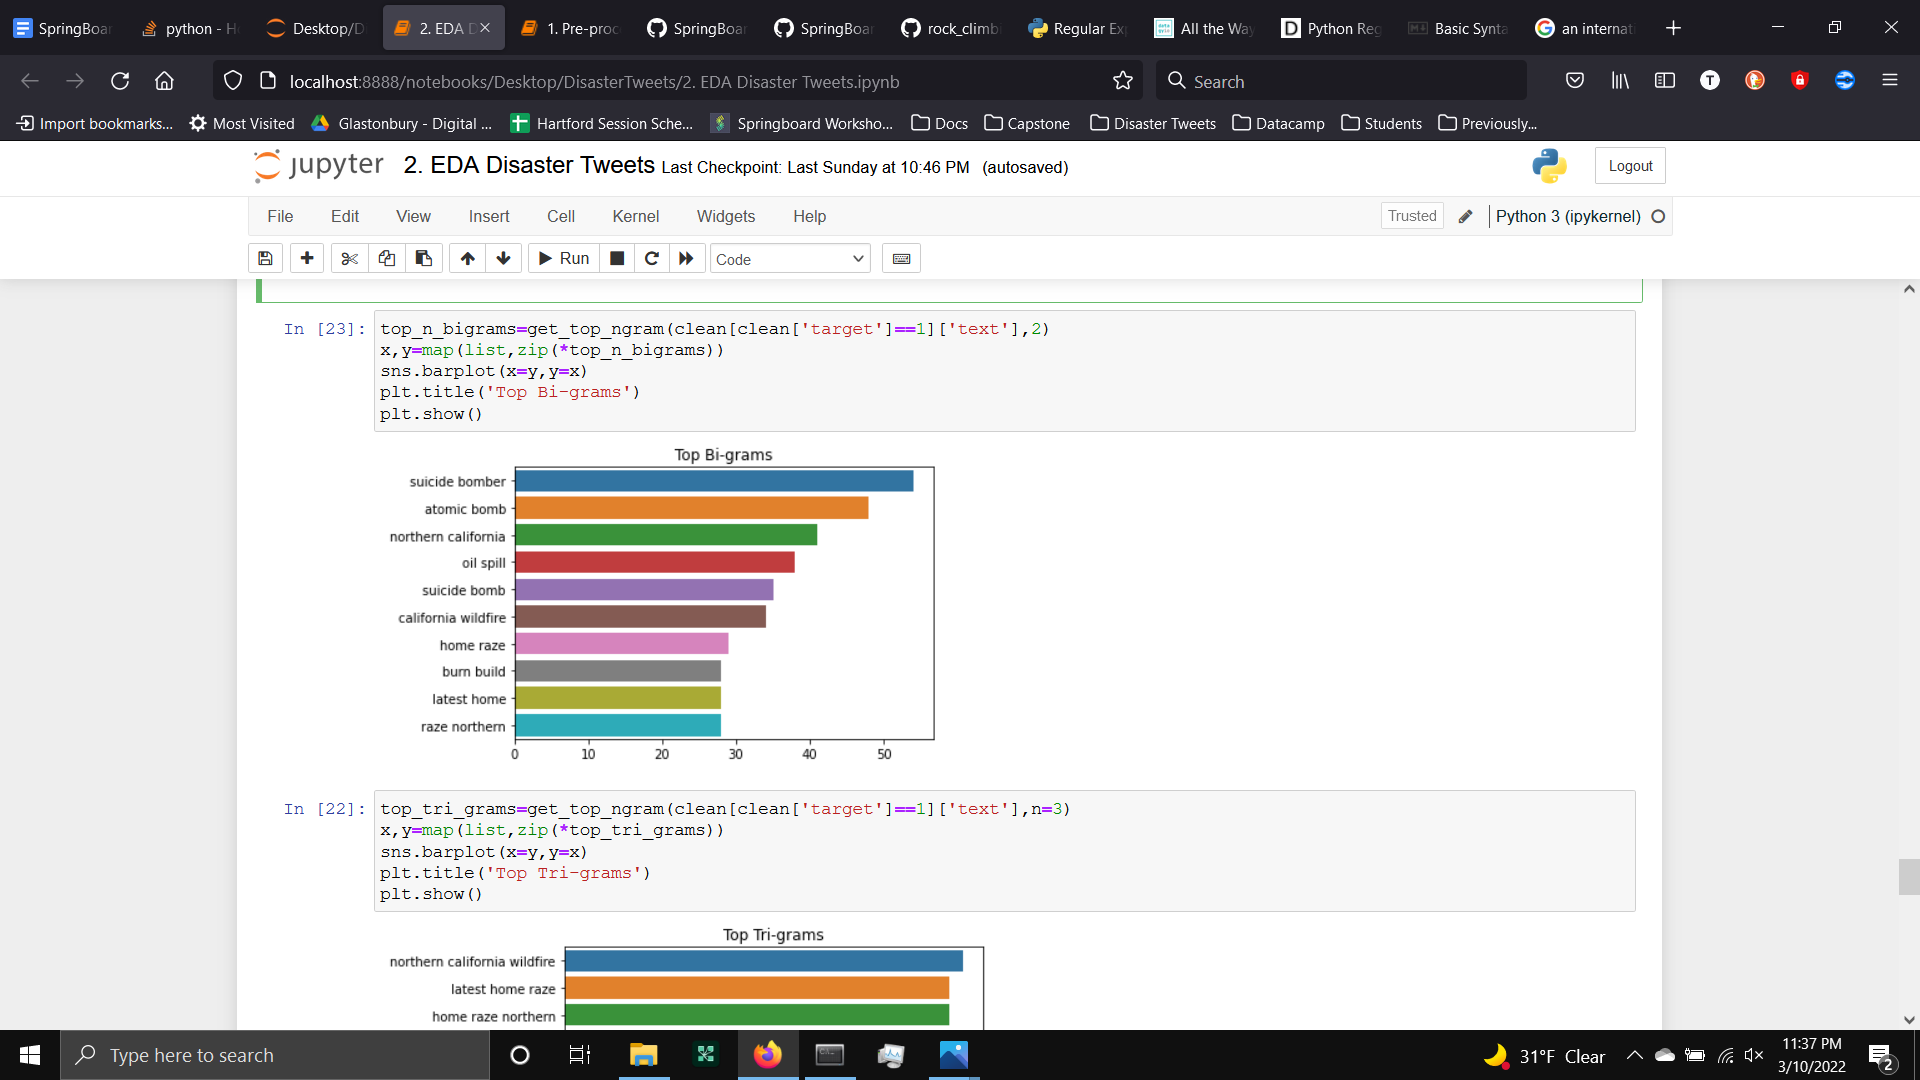 SpringBoar
python - H
Desktop/D
2. EDA D
1. Pre-proc
SpringBoar
SpringBoar
rock_climbi
Regular Ex
All the Way
Python Reg
Basic Synta
an internati
localhost:8888/notebooks/Desktop/DisasterTweets/2. EDA Disaster Tweets.ipynb
Search
Import bookmarks...
Most Visited
Glastonbury - Digital ...
Hartford Session Sche...
Springboard Worksho...
Docs
Capstone
Disaster Tweets
Datacamp
Students
Previously...
jupyter 2. EDA Disaster Tweets Last Checkpoint: Last Sunday at 10:46 PM (autosaved)
Logout
File Edit View Insert Cell Kernel Widgets Help
Trusted
Python 3 (ipykernel)
Run
Code
In [23]:
top_n_bigrams=get_top_ngram(clean[clean['target']==1]['text'],2)
x,y=map(list,zip(*top_n_bigrams))
sns.barplot(x=y,y=x)
plt.title('Top Bi-grams')
plt.show()
Top Bi-grams
suicide bomber
atomic bomb
northern california
oil spill
suicide bomb
california wildfire
home raze
burn build
latest home
raze northern
0 10 20 30 40 50
In [22]:
top_tri_grams=get_top_ngram(clean[clean['target']==1]['text'],n=3)
x,y=map(list,zip(*top_tri_grams))
sns.barplot(x=y,y=x)
plt.title('Top Tri-grams')
plt.show()
Top Tri-grams
northern california wildfire
latest home raze
home raze northern
Type here to search
31°F Clear
11:37 PM
3/10/2022
2